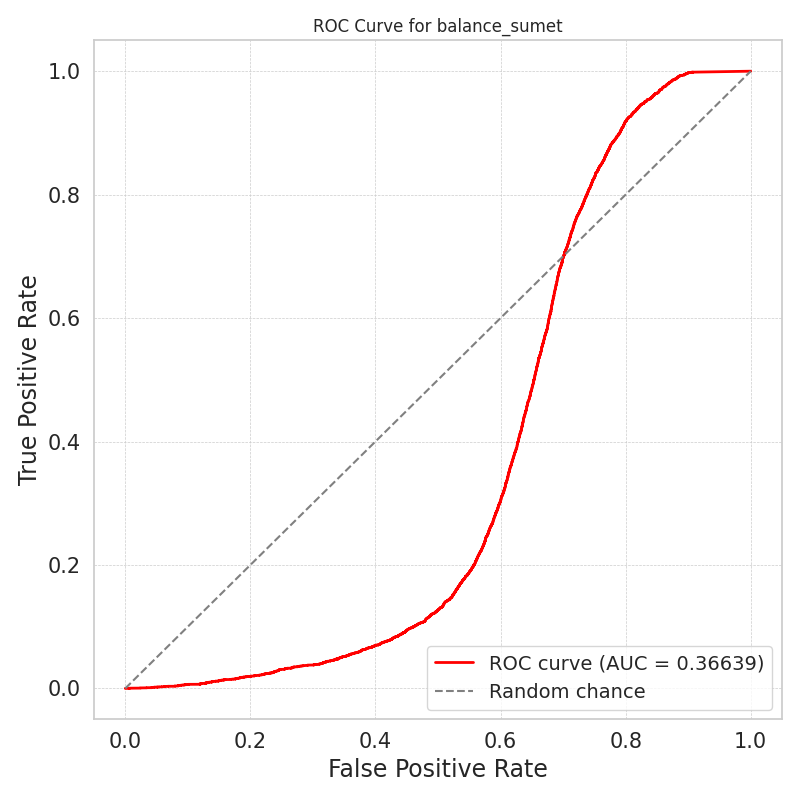 ROC Curve for balance_sumet
True Positive Rate
1.0
0.8
0.6
0.4
0.2
0.0
ROC curve (AUC = 0.36639)
Random chance
0.0 0.2 0.4 0.6 0.8 1.0
False Positive Rate